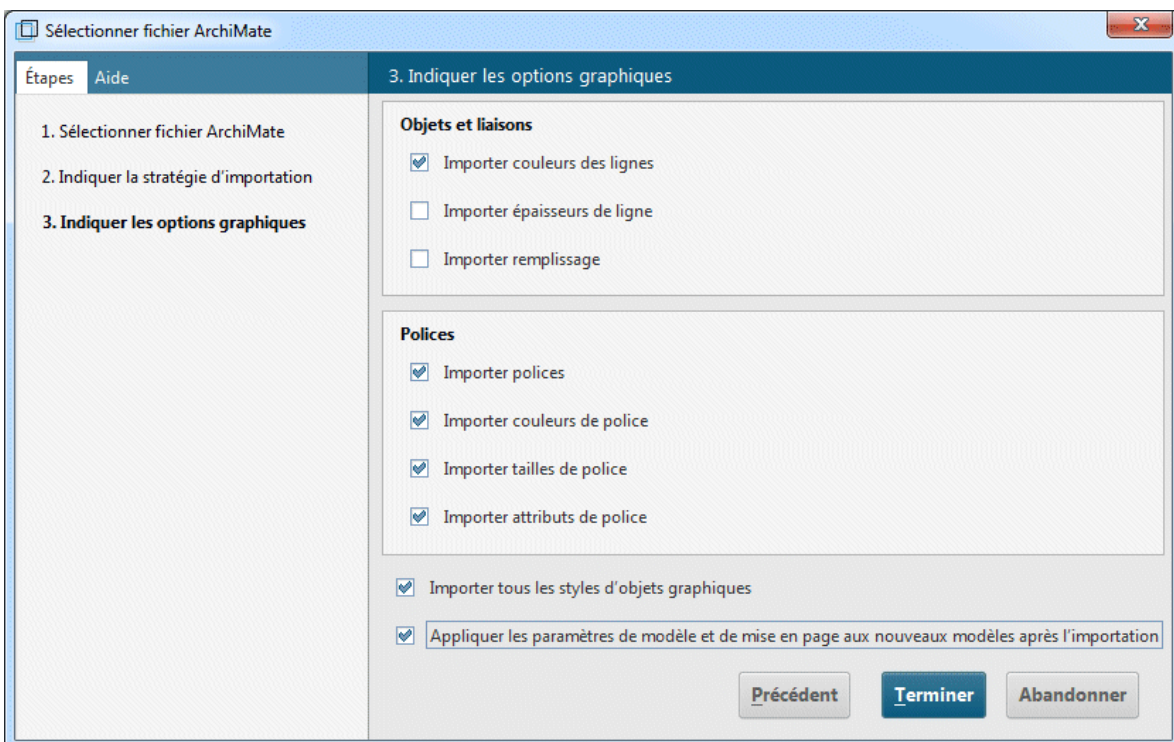 Sélectionner fichier ArchiMate
Étapes Aide
1. Sélectionner fichier ArchiMate
2. Indiquer la stratégie d'importation
3. Indiquer les options graphiques
3. Indiquer les options graphiques
Objets et liaisons
Importer couleurs des lignes
Importer épaisseurs de ligne
Importer remplissage
Polices
Importer polices
Importer couleurs de police
Importer tailles de police
Importer attributs de police
Importer tous les styles d'objets graphiques
Appliquer les paramètres de modèle et de mise en page aux nouveaux modèles après l'importation
Précédent Terminer Abandonner